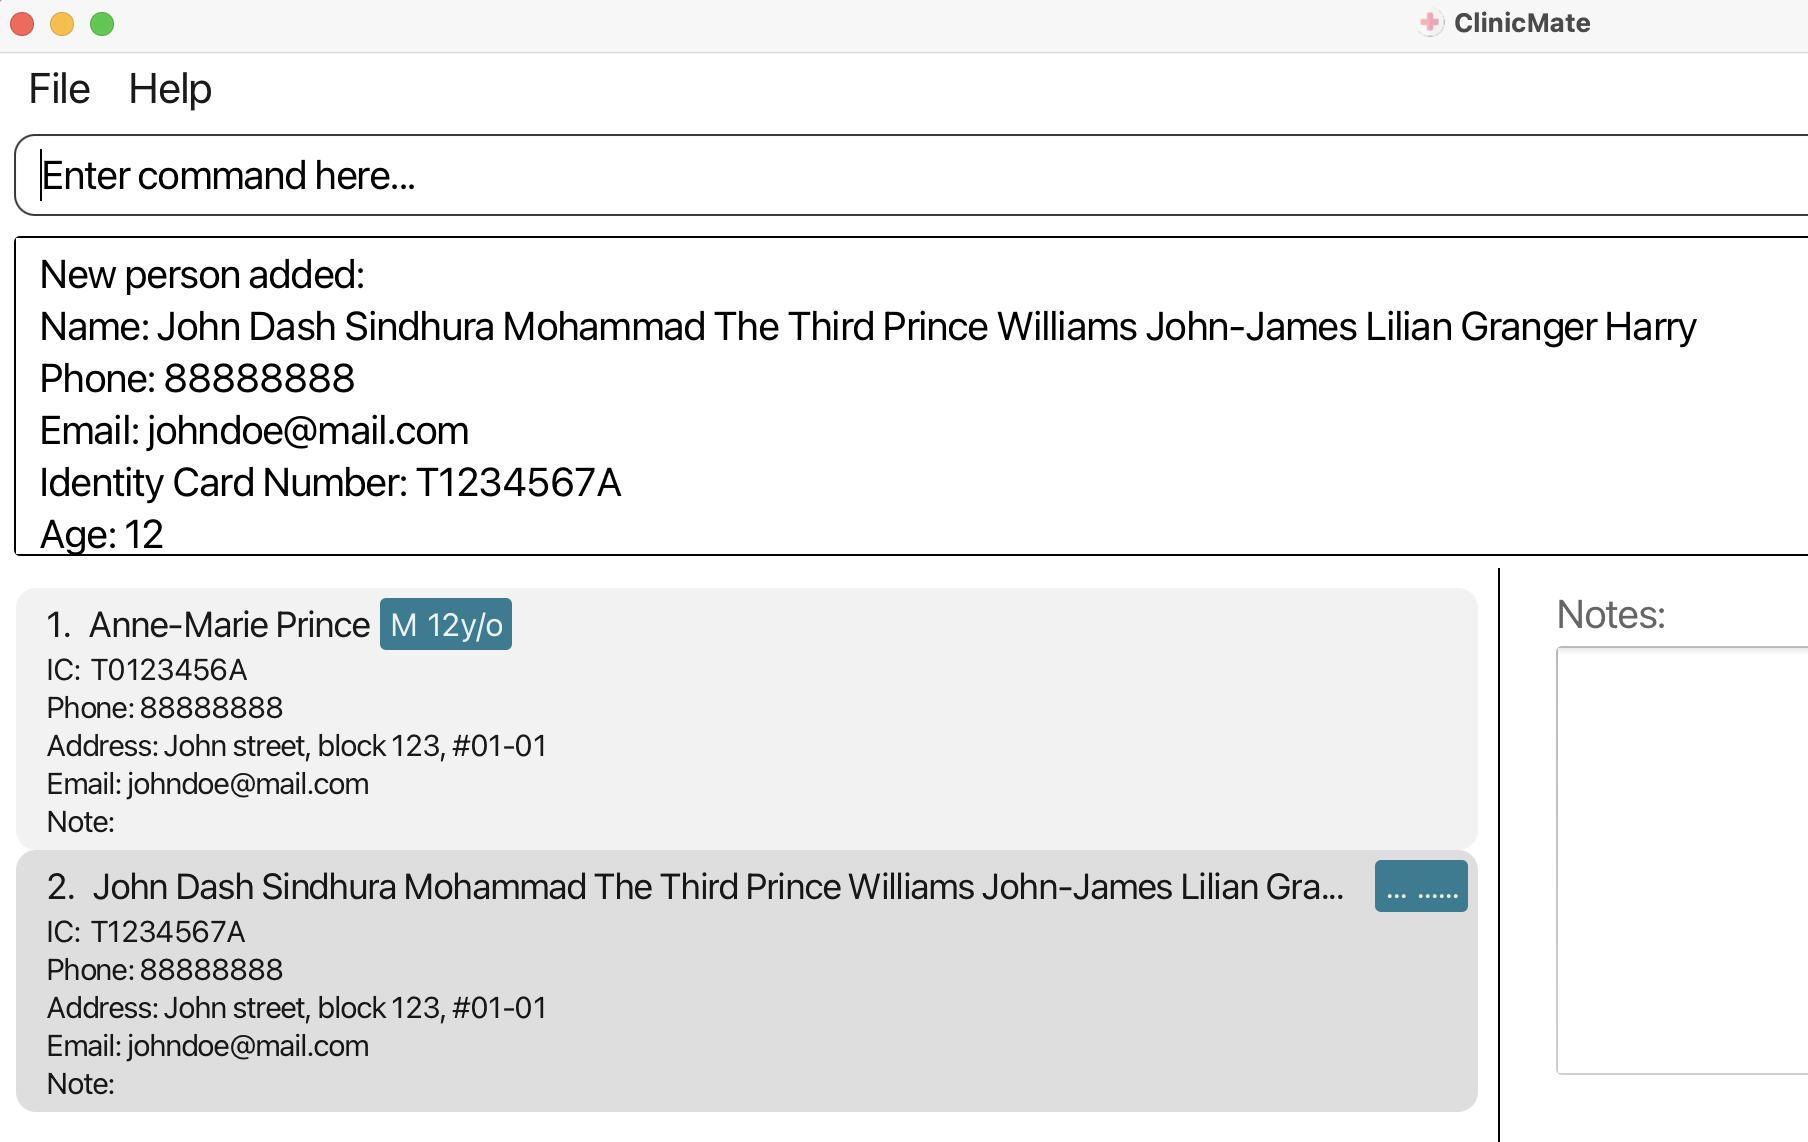 ClinicMate
File Help
Enter command here...
New person added:
Name: John Dash Sindhura Mohammad The Third Prince Williams John-James Lilian Granger Harry
Phone: 88888888
Email: johndoe@mail.com
Identity Card Number: T1234567A
Age: 12
1. Anne-Marie Prince M 12y/o
IC: T0123456A
Phone: 88888888
Address: John street, block 123, #01-01
Email: johndoe@mail.com
Note:
2. John Dash Sindhura Mohammad The Third Prince Williams John-James Lilian Gra... ... ......
IC: T1234567A
Phone: 88888888
Address: John street, block 123, #01-01
Email: johndoe@mail.com
Note:
Notes: